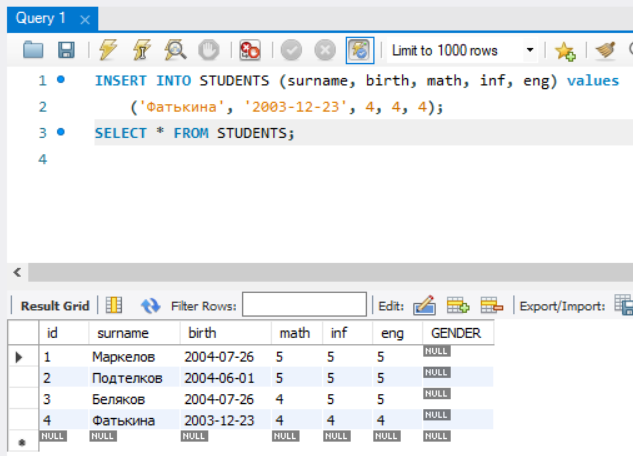 Query 1
Limit to 1000 rows
1 INSERT INTO STUDENTS (surname, birth, math, inf, eng) values
2 ('Фатькина', '2003-12-23', 4, 4, 4);
3 SELECT * FROM STUDENTS;
4
Result Grid Filter Rows: Edit: Export/Import:
id surname birth math inf eng GENDER
1 Маркелов 2004-07-26 5 5 5 NULL
2 Подтелков 2004-06-01 5 5 5 NULL
3 Беляков 2004-07-26 4 5 5 NULL
4 Фатькина 2003-12-23 4 4 4 NULL
NULL NULL NULL NULL NULL NULL NULL